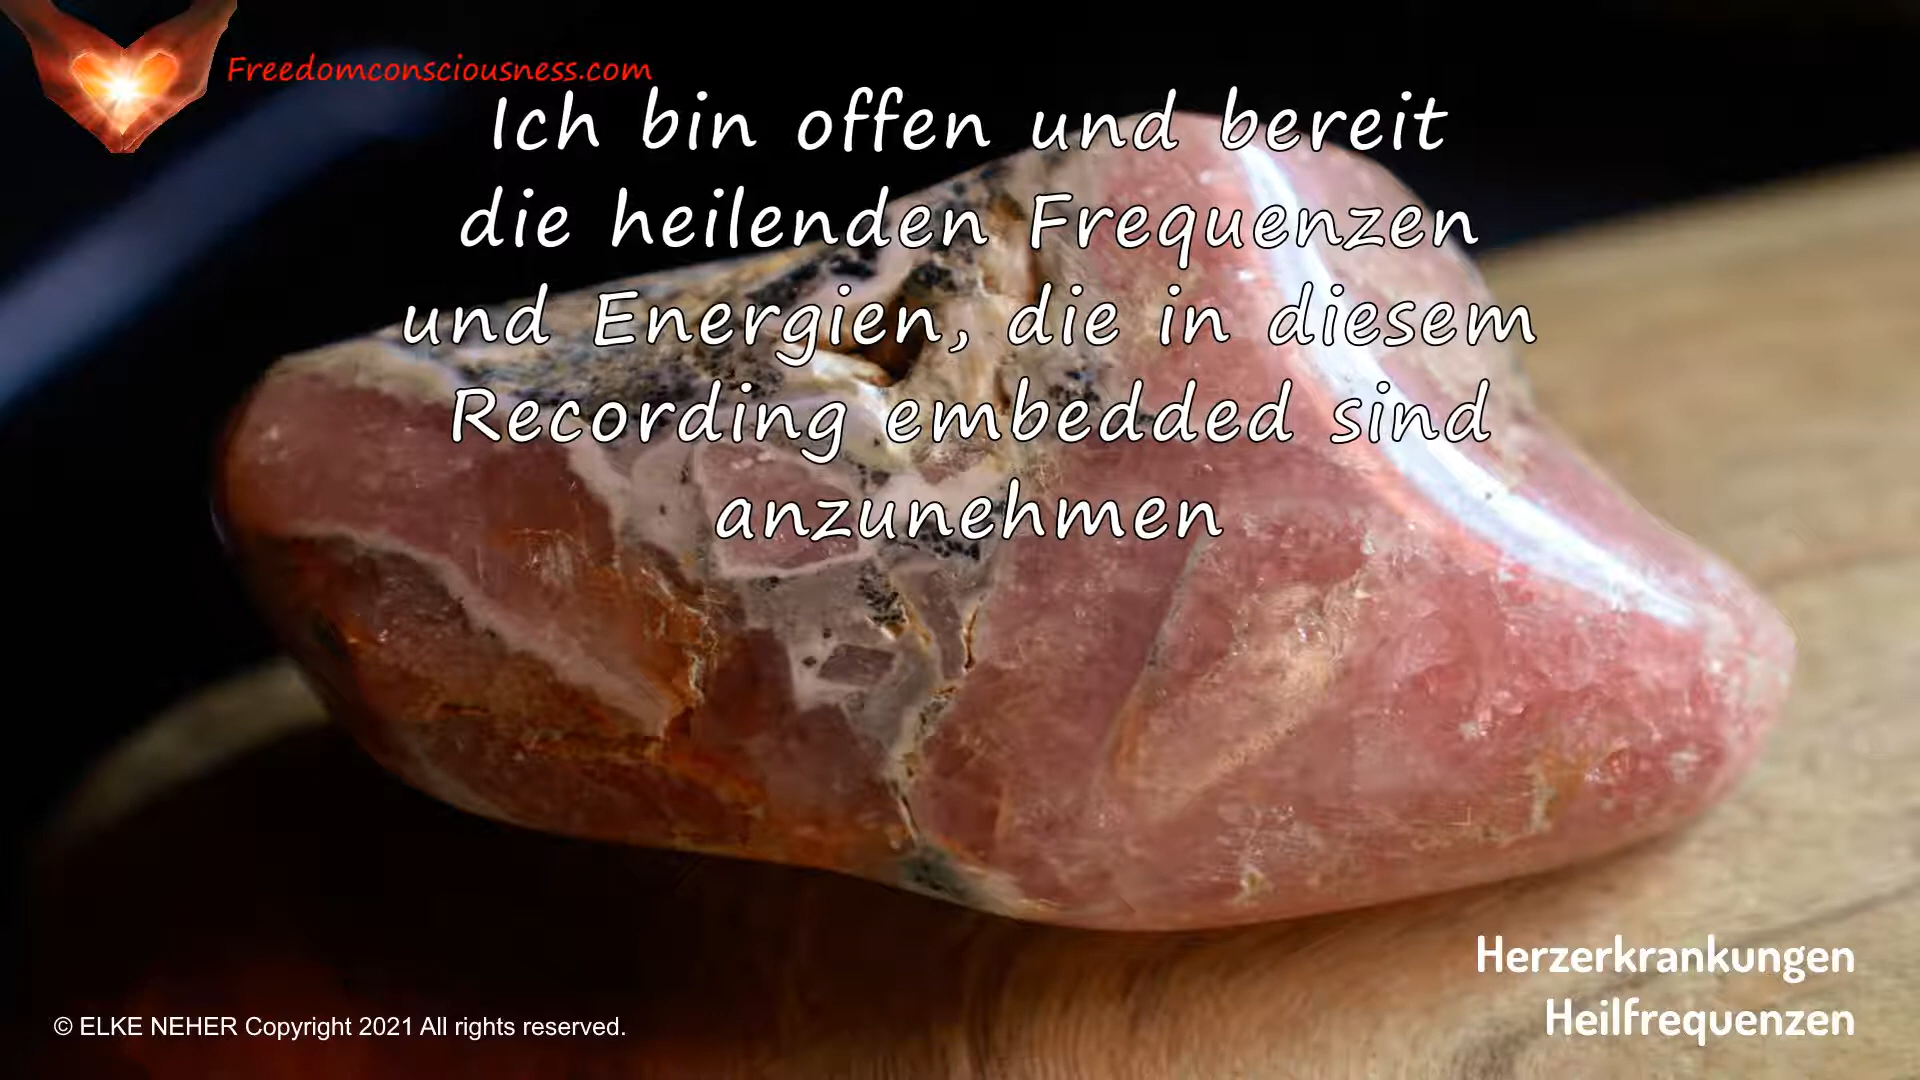 Freedomconsciousness.com
Ich bin offen und bereit
die heilenden Frequenzen
und Energien, die in diesem
Recording embedded sind
anzunehmen
Herzerkrankungen
Heilfrequenzen
© ELKE NEHER Copyright 2021 All rights reserved.